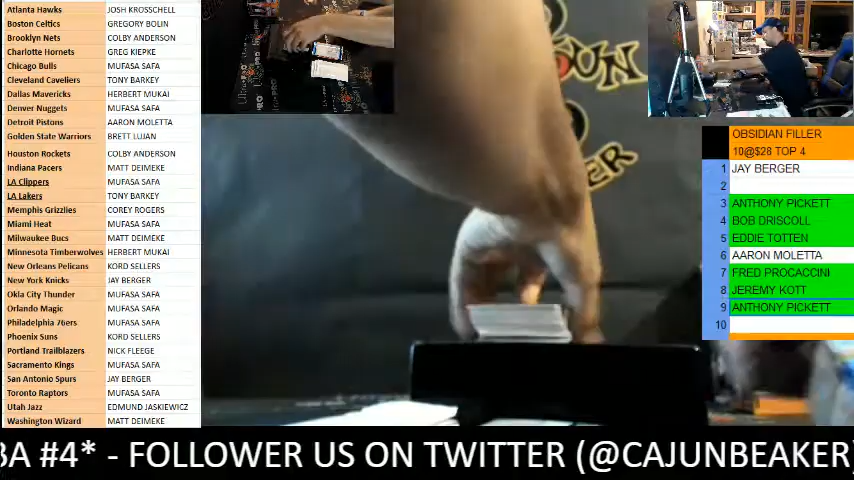 Atlanta Hawks JOSH KROSSCHELL
Boston Celtics GREGORY BOLIN
Brooklyn Nets COLBY ANDERSON
Charlotte Hornets GREG KIEPKE
Chicago Bulls MUFASA SAFA
Cleveland Cavaliers TONY BARKEY
Dallas Mavericks HERBERT MUKAI
Denver Nuggets MUFASA SAFA
Detroit Pistons AARON MOLETTA
Golden State Warriors BRETT LUJAN
Houston Rockets COLBY ANDERSON
Indiana Pacers MATT DEIMEKE
LA Clippers MUFASA SAFA
LA Lakers TONY BARKEY
Memphis Grizzlies COREY ROGERS
Miami Heat MUFASA SAFA
Milwaukee Bucs MATT DEIMEKE
Minnesota Timberwolves HERBERT MUKAI
New Orleans Pelicans KORD SELLERS
New York Knicks JAY BERGER
Okla City Thunder MUFASA SAFA
Orlando Magic MUFASA SAFA
Philadelphia 76ers MUFASA SAFA
Phoenix Suns KORD SELLERS
Portland Trailblazers NICK FLEEGE
Sacramento Kings MUFASA SAFA
San Antonio Spurs JAY BERGER
Toronto Raptors MUFASA SAFA
Utah Jazz EDMUND JASKIEWICZ
Washington Wizard MATT DEIMEKE
OBSIDIAN FILLER
10@$28 TOP 4
1 JAY BERGER
2
3 ANTHONY PICKETT
4 BOB DRISCOLL
5 EDDIE TOTTEN
6 AARON MOLETTA
7 FRED PROCACCINI
8 JEREMY KOTT
9 ANTHONY PICKETT
10
BA #4* - FOLLOWER US ON TWITTER (@CAJUNBEAKER)